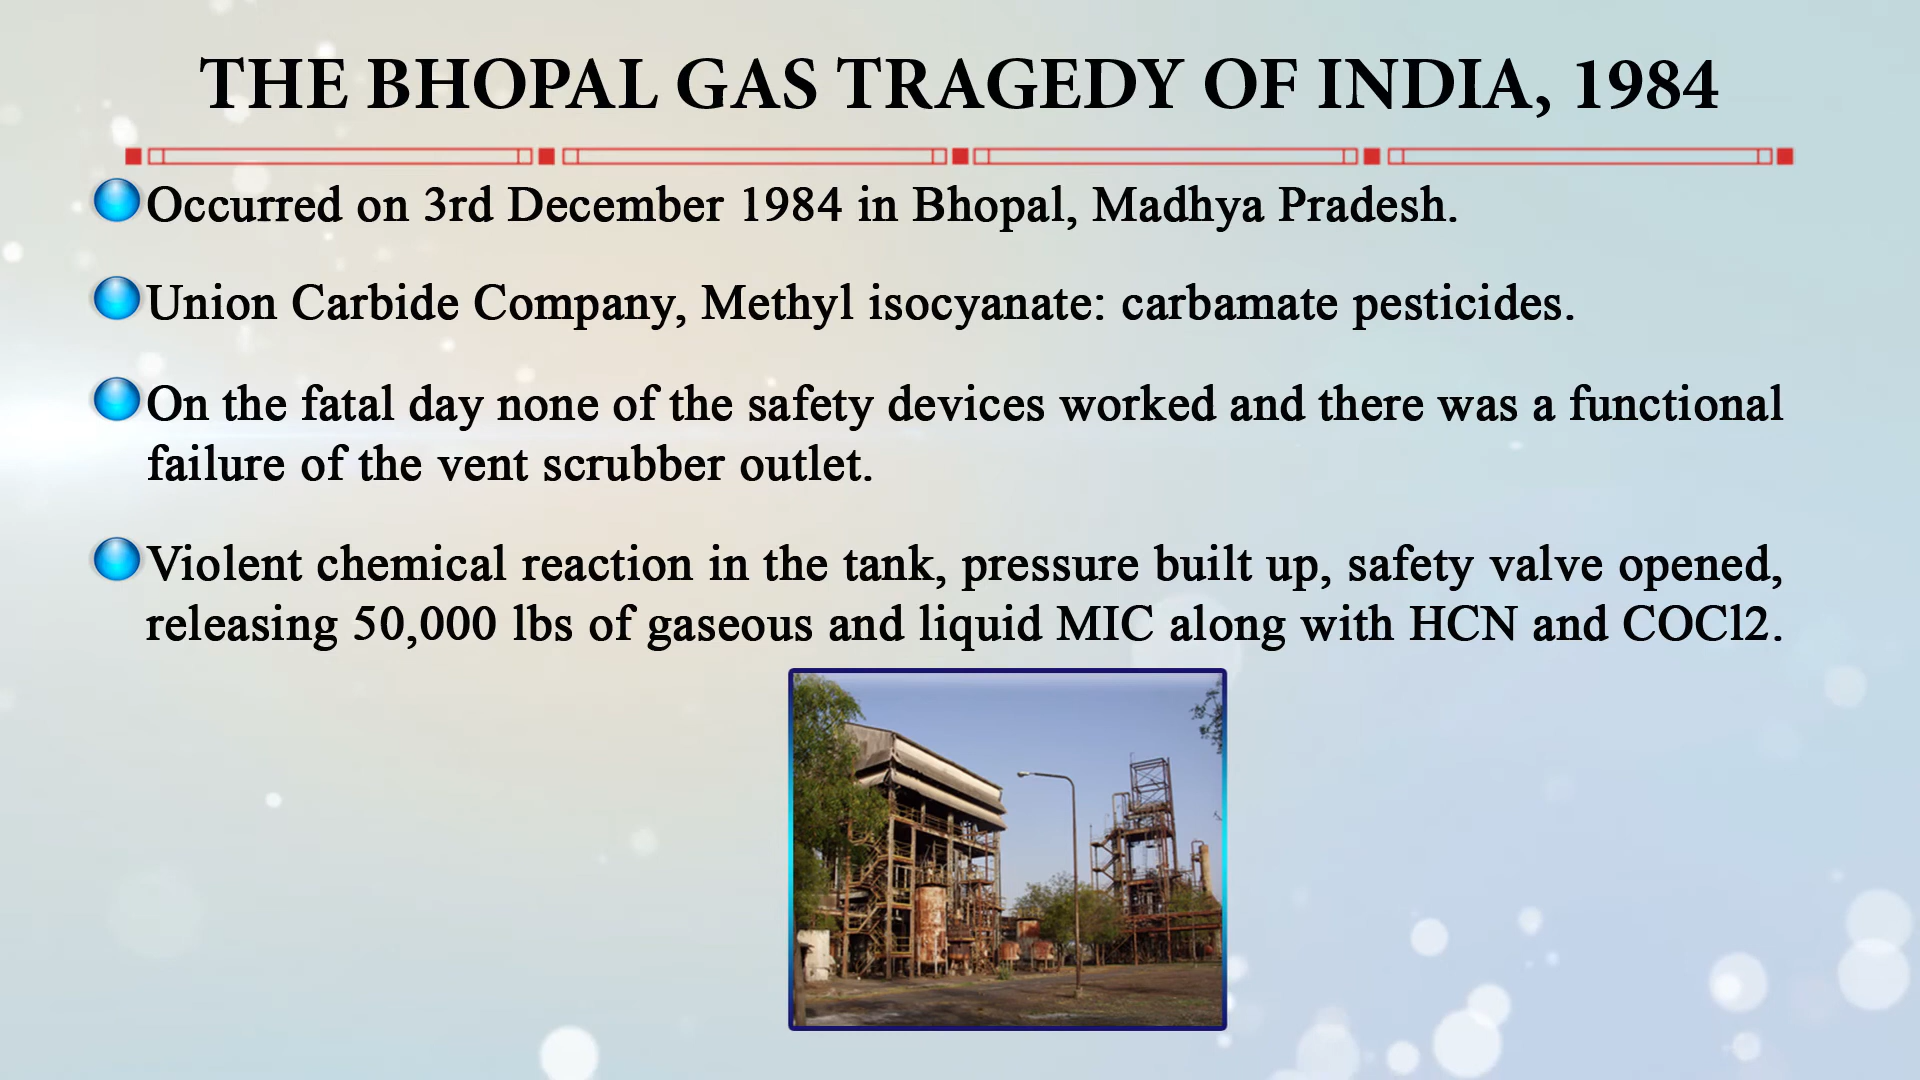 THE BHOPAL GAS TRAGEDY OF INDIA, 1984
Occurred on 3rd December 1984 in Bhopal, Madhya Pradesh.
Union Carbide Company, Methyl isocyanate: carbamate pesticides.
On the fatal day none of the safety devices worked and there was a functional
failure of the vent scrubber outlet.
Violent chemical reaction in the tank, pressure built up, safety valve opened,
releasing 50,000 lbs of gaseous and liquid MIC along with HCN and COCl2.